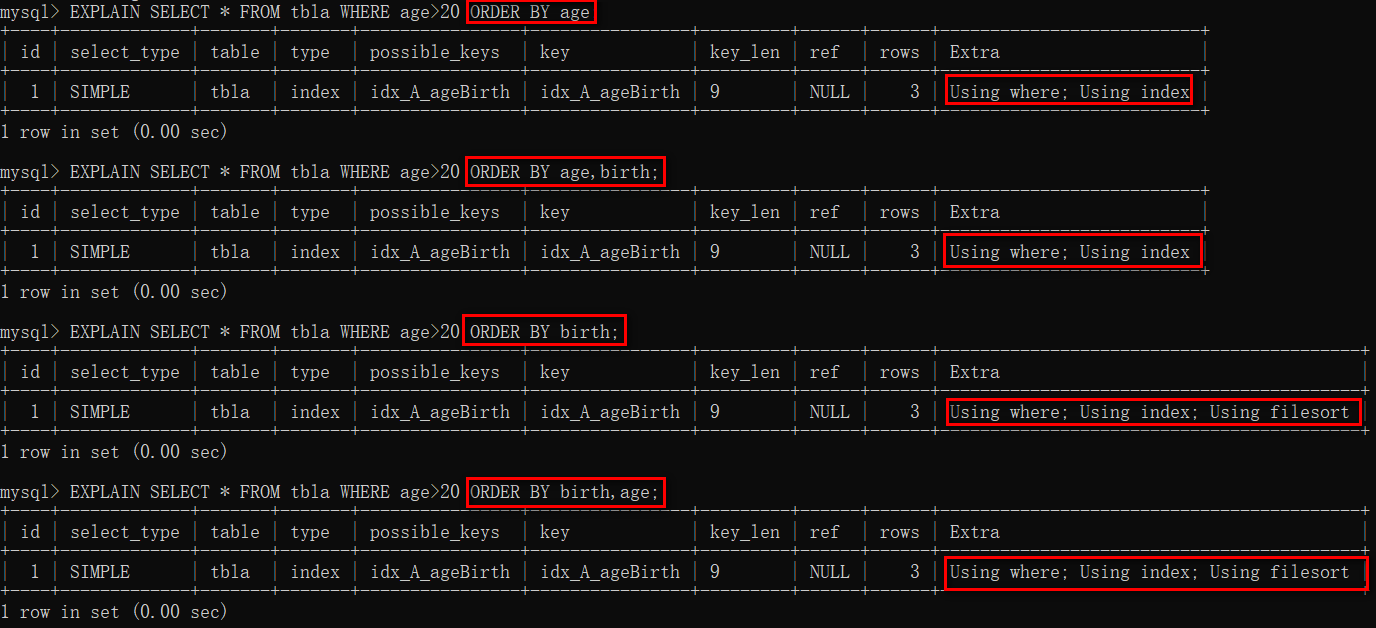 mysql> EXPLAIN SELECT * FROM tbla WHERE age>20 ORDER BY age
| id | select_type | table | type | possible_keys | key | key_len | ref | rows | Extra |
| 1 | SIMPLE | tbla | index | idx_A_ageBirth | idx_A_ageBirth | 9 | NULL | 3 | Using where; Using index |
1 row in set (0.00 sec)
mysql> EXPLAIN SELECT * FROM tbla WHERE age>20 ORDER BY age,birth;
| id | select_type | table | type | possible_keys | key | key_len | ref | rows | Extra |
| 1 | SIMPLE | tbla | index | idx_A_ageBirth | idx_A_ageBirth | 9 | NULL | 3 | Using where; Using index |
1 row in set (0.00 sec)
mysql> EXPLAIN SELECT * FROM tbla WHERE age>20 ORDER BY birth;
| id | select_type | table | type | possible_keys | key | key_len | ref | rows | Extra |
| 1 | SIMPLE | tbla | index | idx_A_ageBirth | idx_A_ageBirth | 9 | NULL | 3 | Using where; Using index; Using filesort |
1 row in set (0.00 sec)
mysql> EXPLAIN SELECT * FROM tbla WHERE age>20 ORDER BY birth,age;
| id | select_type | table | type | possible_keys | key | key_len | ref | rows | Extra |
| 1 | SIMPLE | tbla | index | idx_A_ageBirth | idx_A_ageBirth | 9 | NULL | 3 | Using where; Using index; Using filesort |
1 row in set (0.00 sec)